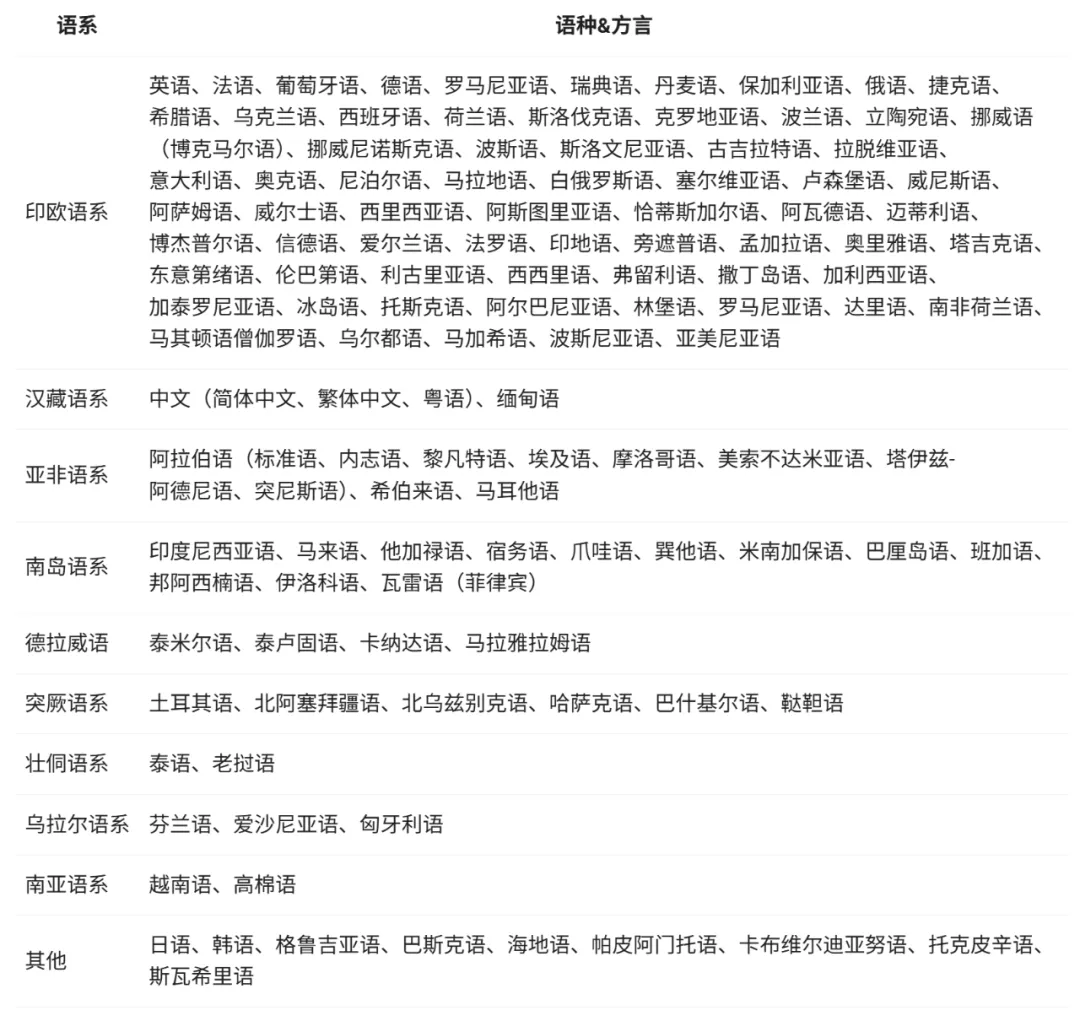 语系 语种&方言
印欧语系
英语、法语、葡萄牙语、德语、罗马尼亚语、瑞典语、丹麦语、保加利亚语、俄语、捷克语、
希腊语、乌克兰语、西班牙语、荷兰语、斯洛伐克语、克罗地亚语、波兰语、立陶宛语、挪威语
（博克马尔语）、挪威尼诺斯克语、波斯语、斯洛文尼亚语、古吉拉特语、拉脱维亚语、
意大利语、奥克语、尼泊尔语、马拉地语、白俄罗斯语、塞尔维亚语、卢森堡语、威尼斯语、
阿萨姆语、威尔士语、西里西亚语、阿斯图里亚语、恰蒂斯加尔语、阿瓦德语、迈蒂利语、
博杰普尔语、信德语、爱尔兰语、法罗语、印地语、旁遮普语、孟加拉语、奥里雅语、塔吉克语、
东意第绪语、伦巴第语、利古里亚语、西西里语、弗留利语、撒丁岛语、加利西亚语、
加泰罗尼亚语、冰岛语、托斯克语、阿尔巴尼亚语、林堡语、罗马尼亚语、达里语、南非荷兰语、
马其顿语僧伽罗语、乌尔都语、马加希语、波斯尼亚语、亚美尼亚语
汉藏语系 中文（简体中文、繁体中文、粤语）、缅甸语
亚非语系
阿拉伯语（标准语、内志语、黎凡特语、埃及语、摩洛哥语、美索不达米亚语、塔伊兹-
阿德尼语、突尼斯语）、希伯来语、马耳他语
南岛语系
印度尼西亚语、马来语、他加禄语、宿务语、爪哇语、巽他语、米南加保语、巴厘岛语、班加语、
邦阿西楠语、伊洛科语、瓦雷语（菲律宾）
德拉威语 泰米尔语、泰卢固语、卡纳达语、马拉雅拉姆语
突厥语系 土耳其语、北阿塞拜疆语、北乌兹别克语、哈萨克语、巴什基尔语、鞑靼语
壮侗语系 泰语、老挝语
乌拉尔语系 芬兰语、爱沙尼亚语、匈牙利语
南亚语系 越南语、高棉语
其他
日语、韩语、格鲁吉亚语、巴斯克语、海地语、帕皮阿门托语、卡布维尔迪亚努语、托克皮辛语、
斯瓦希里语